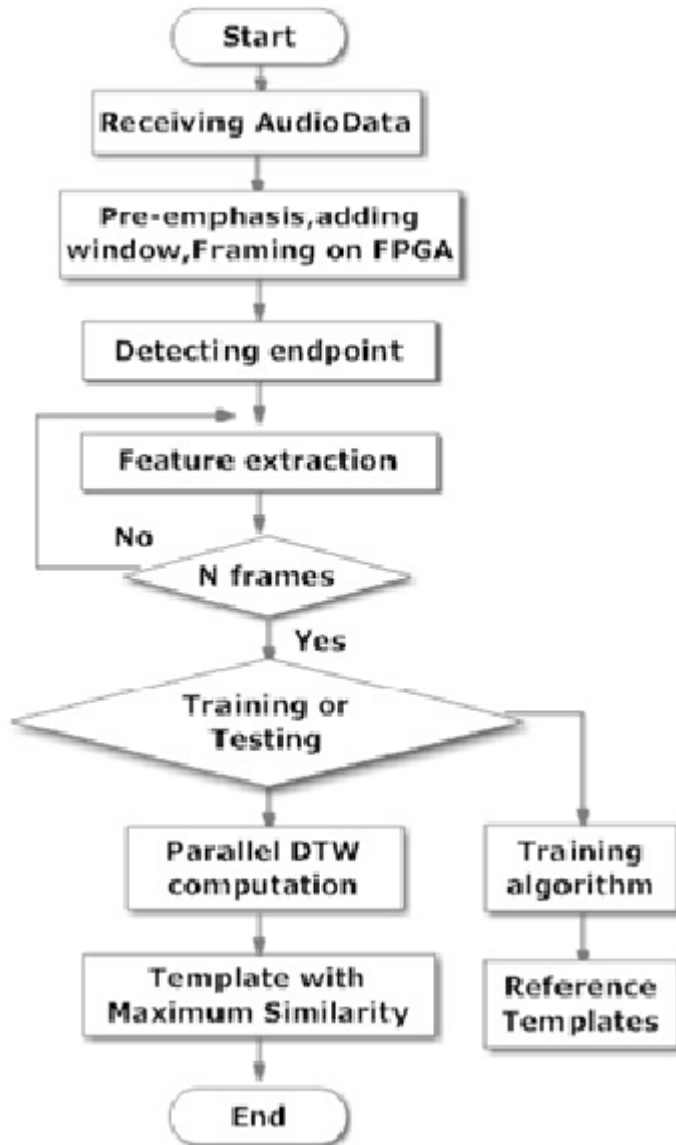 Start
Receiving AudioData
Pre-emphasis,adding
window,Framing on FPGA
Detecting endpoint
Feature extraction
No
N frames
Yes
Training or
Testing
Parallel DTW
computation
Training
algorithm
Template with
Maximum Similarity
Reference
Templates
End